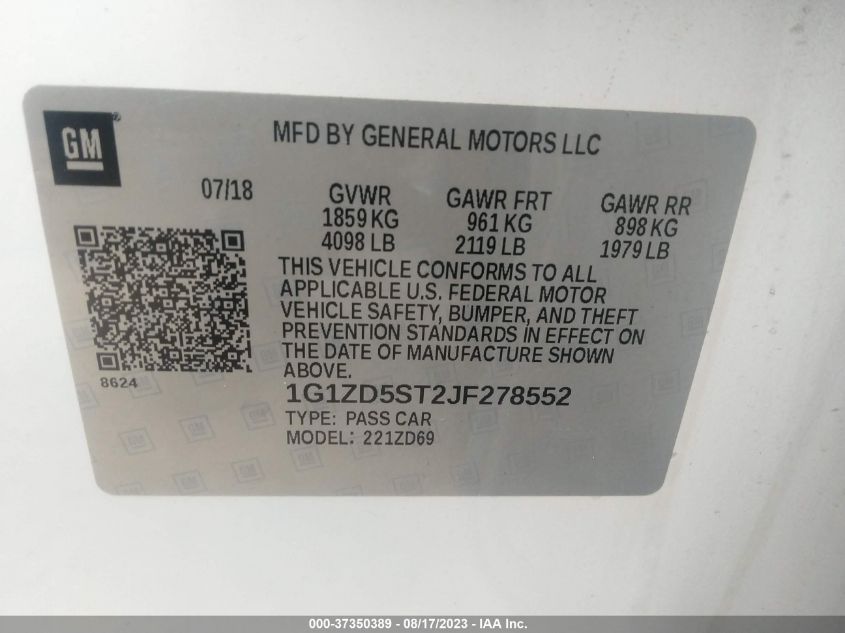 GM
MFD BY GENERAL MOTORS LLC
07/18
GVWR
1859 KG
4098 LB
GAWR FRT
961 KG
2119 LB
GAWR RR
898 KG
1979 LB
THIS VEHICLE CONFORMS TO ALL
APPLICABLE U.S. FEDERAL MOTOR
VEHICLE SAFETY, BUMPER, AND THEFT
PREVENTION STANDARDS IN EFFECT ON
THE DATE OF MANUFACTURE SHOWN
ABOVE.
8624
1G1ZD5ST2JF278552
TYPE: PASS CAR
MODEL: 221ZD69
000-37350389 - 08/17/2023 - IAA Inc.